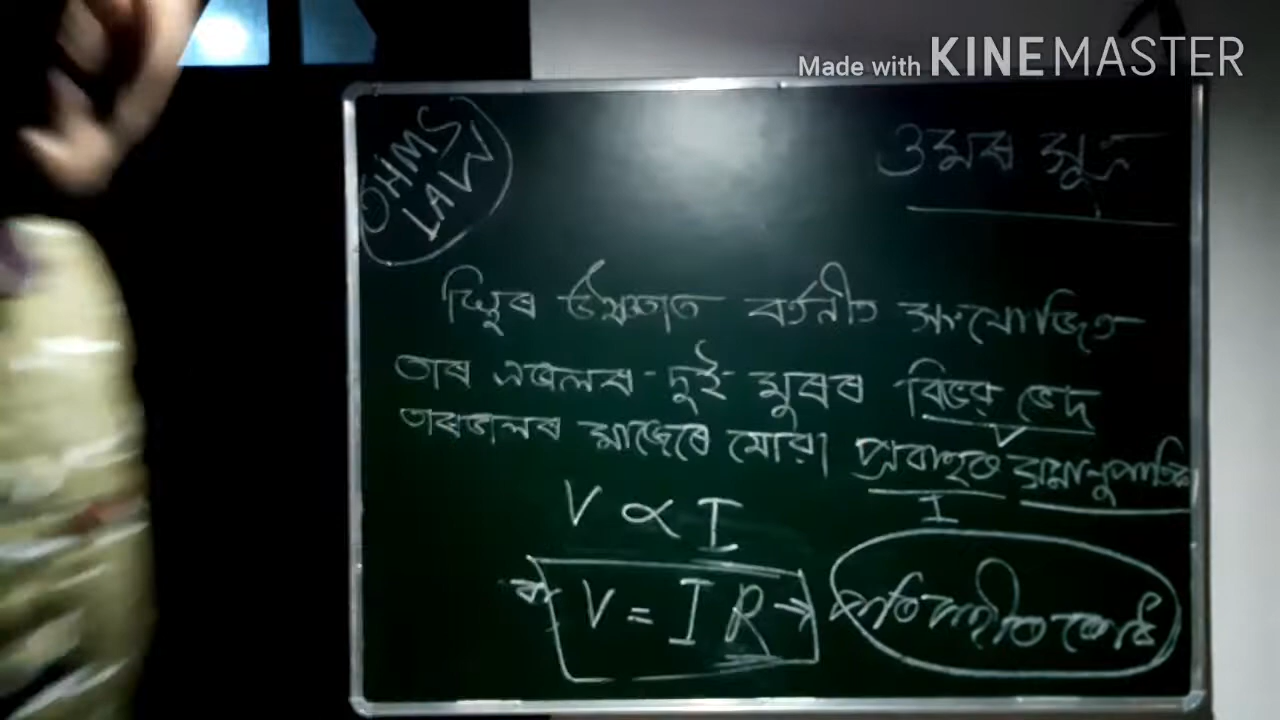 Made with KINEMASTER
OHMS
LAW
ওমৰ সূত্ৰ
স্থিৰ উষ্ণতাত বৰ্তনীত সংযোজিত
তাৰ এডালৰ দুই মুৰৰ বিভৱ ভেদ
V
তাৰডালৰ মাজেৰে যোৱা প্ৰবাহৰ সমানুপাতিক
I
V ∝ I
বা V = I R →